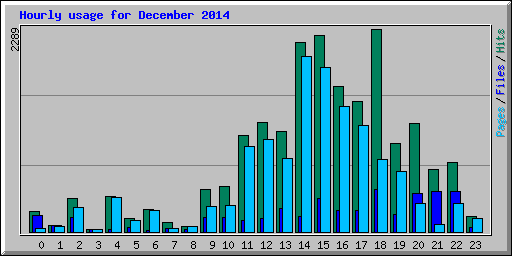 Hourly usage for December 2014
2289
Pages / Files / Hits
0 1 2 3 4 5 6 7 8 9 10 11 12 13 14 15 16 17 18 19 20 21 22 23